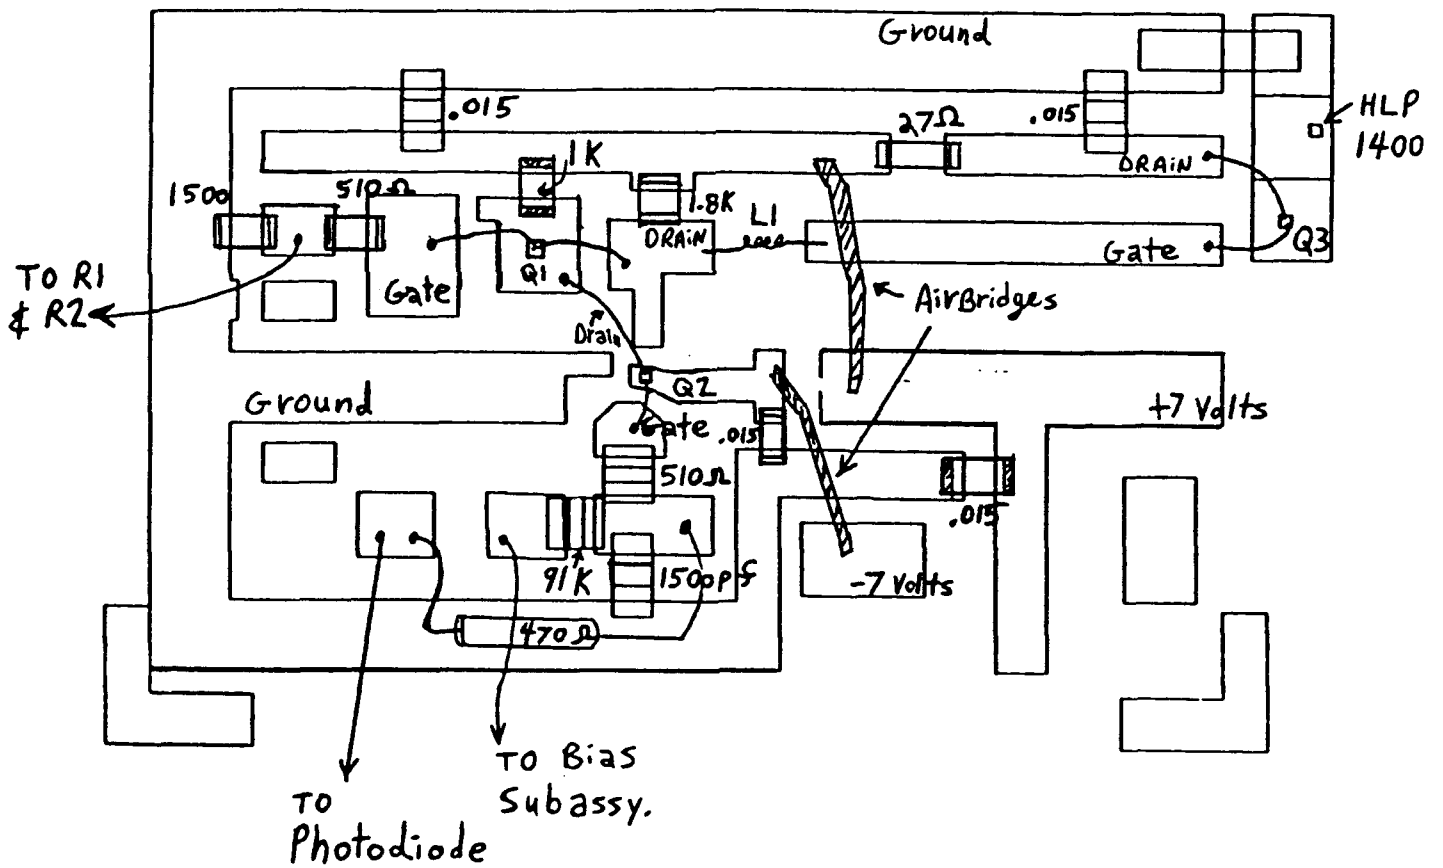 Ground
.015
27Ω
.015
HLP
1400
1K
DRAIN
1500
510Ω
1.8K
L1
DRAIN
Q1
Gate
Gate
Q3
TO R1
& R2
AirBridges
Drain
Q2
Ground
+7 Volts
Gate
.015
510Ω
.015
91K
1500pf
-7 Volts
470Ω
TO Bias
Subassy.
TO
Photodiode